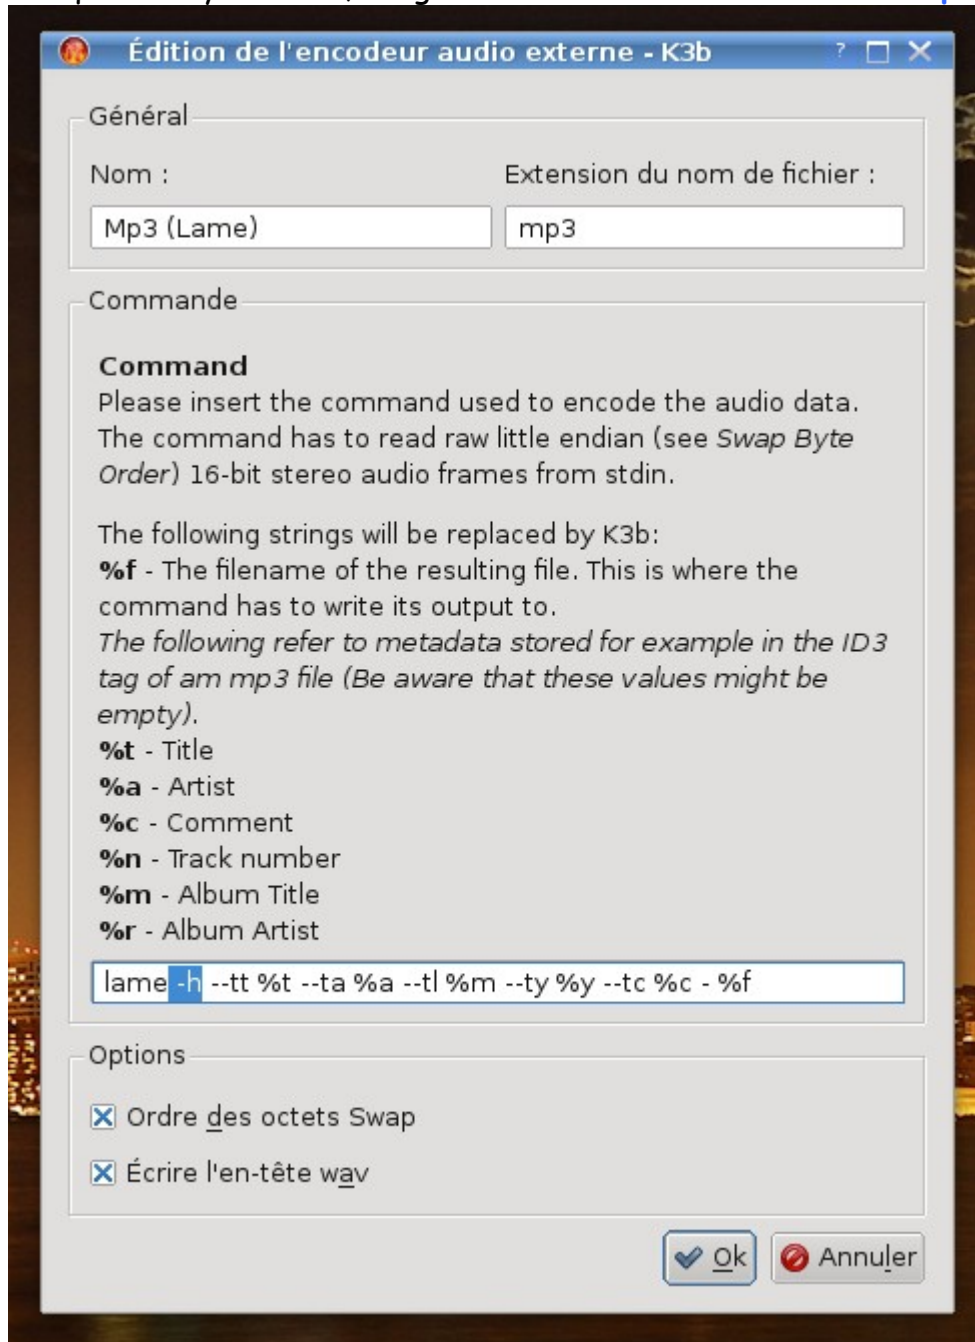 Édition de l'encodeur audio externe - K3b
?
Général
Nom :
Extension du nom de fichier :
Mp3 (Lame)
mp3
Commande
Command
Please insert the command used to encode the audio data.
The command has to read raw little endian (see Swap Byte
Order) 16-bit stereo audio frames from stdin.
The following strings will be replaced by K3b:
%f - The filename of the resulting file. This is where the
command has to write its output to.
The following refer to metadata stored for example in the ID3
tag of am mp3 file (Be aware that these values might be
empty).
%t - Title
%a - Artist
%c - Comment
%n - Track number
%m - Album Title
%r - Album Artist
lame -h --tt %t --ta %a --tl %m --ty %y --tc %c - %f
Options
Ordre des octets Swap
Écrire l'en-tête wav
Ok
Annuler